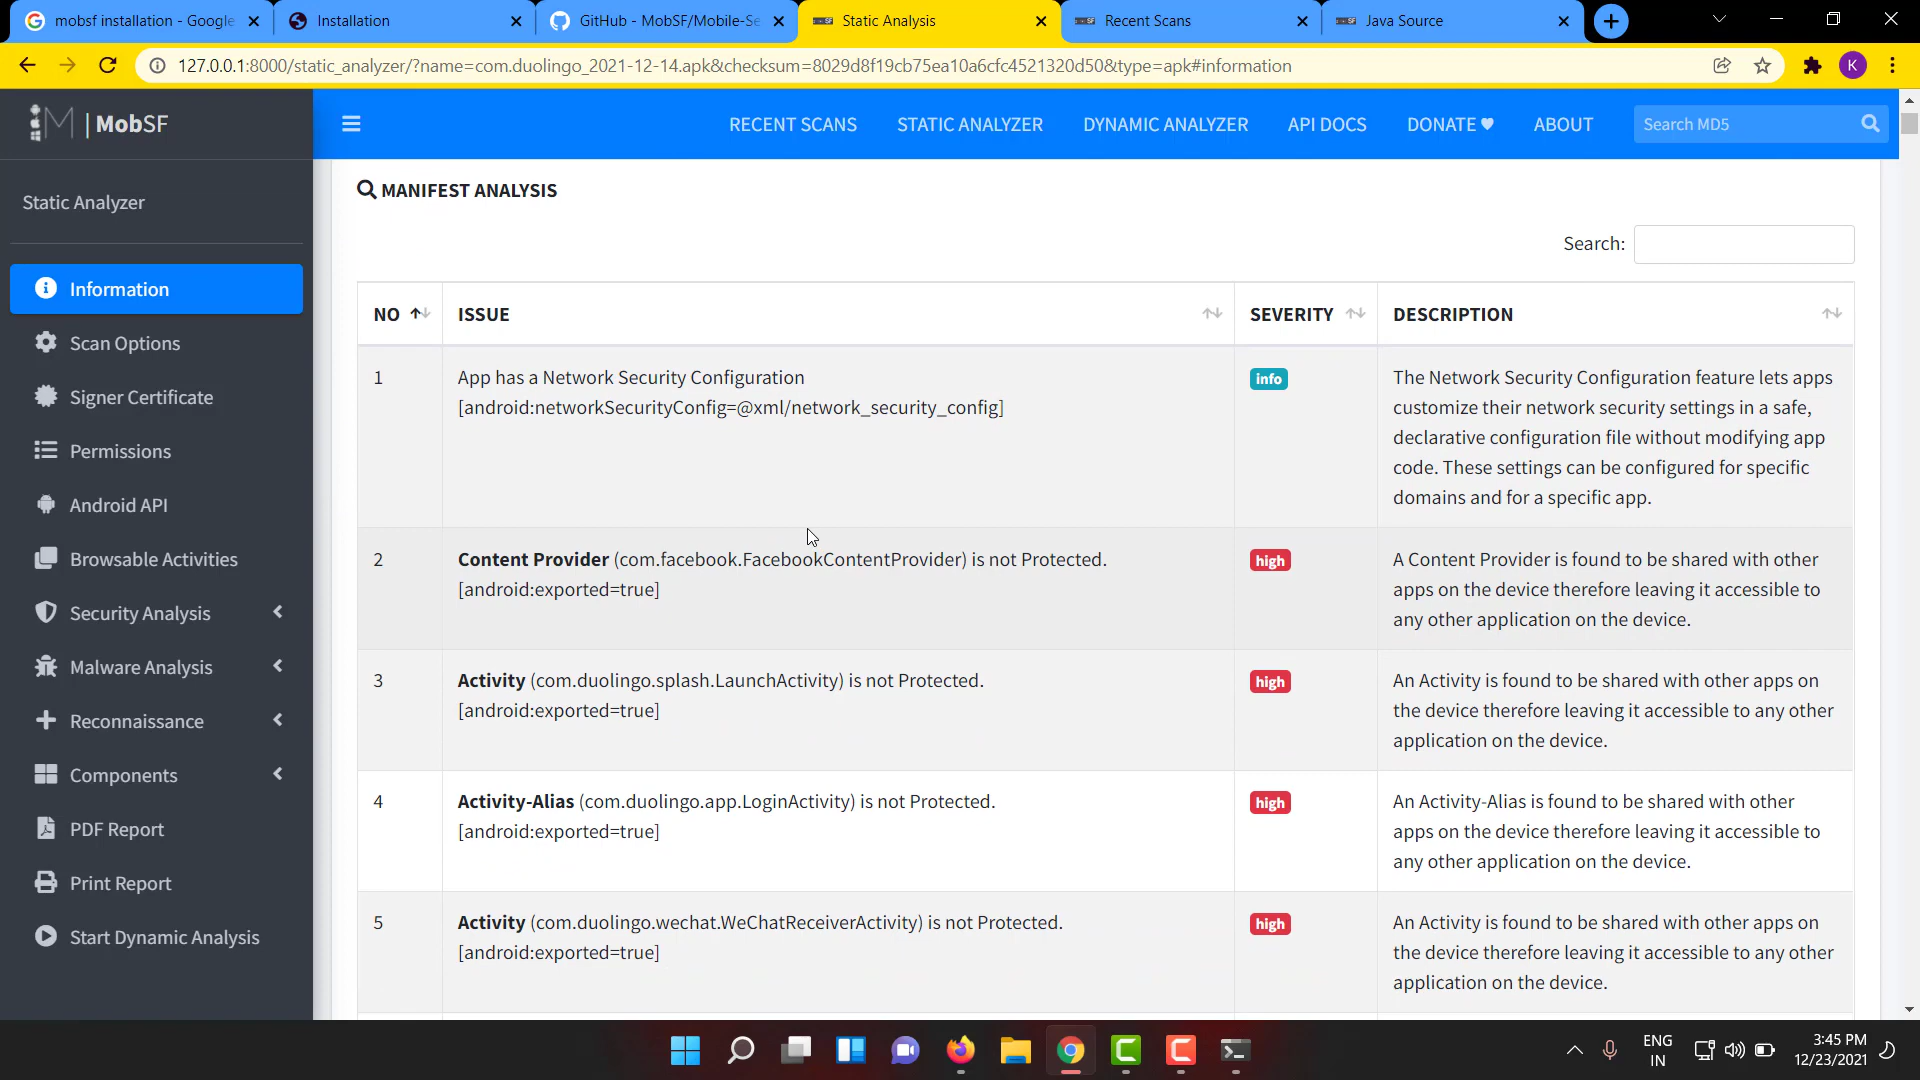 mobsf installation - Google
Installation
GitHub - MobSF/Mobile-Se
Static Analysis
Recent Scans
Java Source
127.0.0.1:8000/static_analyzer/?name=com.duolingo_2021-12-14.apk&checksum=8029d8f19cb75ea10a6cfc4521320d50&type=apk#information
K
M | MobSF
RECENT SCANS
STATIC ANALYZER
DYNAMIC ANALYZER
API DOCS
DONATE
ABOUT
Search MD5
Static Analyzer
Information
Scan Options
Signer Certificate
Permissions
Android API
Browsable Activities
Security Analysis
Malware Analysis
Reconnaissance
Components
PDF Report
Print Report
Start Dynamic Analysis
MANIFEST ANALYSIS
Search:
NO ISSUE SEVERITY DESCRIPTION
1
App has a Network Security Configuration
[android:networkSecurityConfig=@xml/network_security_config]
info
The Network Security Configuration feature lets apps
customize their network security settings in a safe,
declarative configuration file without modifying app
code. These settings can be configured for specific
domains and for a specific app.
2
Content Provider (com.facebook.FacebookContentProvider) is not Protected.
[android:exported=true]
high
A Content Provider is found to be shared with other
apps on the device therefore leaving it accessible to
any other application on the device.
3
Activity (com.duolingo.splash.LaunchActivity) is not Protected.
[android:exported=true]
high
An Activity is found to be shared with other apps on
the device therefore leaving it accessible to any other
application on the device.
4
Activity-Alias (com.duolingo.app.LoginActivity) is not Protected.
[android:exported=true]
high
An Activity-Alias is found to be shared with other
apps on the device therefore leaving it accessible to
any other application on the device.
5
Activity (com.duolingo.wechat.WeChatReceiverActivity) is not Protected.
[android:exported=true]
high
An Activity is found to be shared with other apps on
the device therefore leaving it accessible to any other
application on the device.
ENG
IN
3:45 PM
12/23/2021